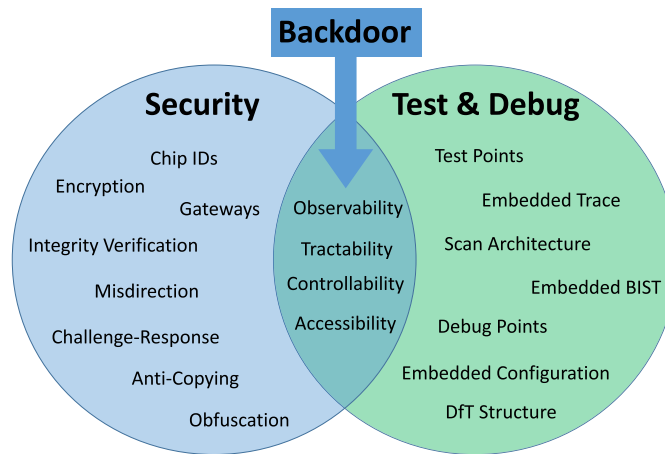 Backdoor
Security
Test & Debug
Chip IDs
Encryption
Gateways
Integrity Verification
Misdirection
Challenge-Response
Anti-Copying
Obfuscation
Observability
Tractability
Controllability
Accessibility
Test Points
Embedded Trace
Scan Architecture
Embedded BIST
Debug Points
Embedded Configuration
DfT Structure